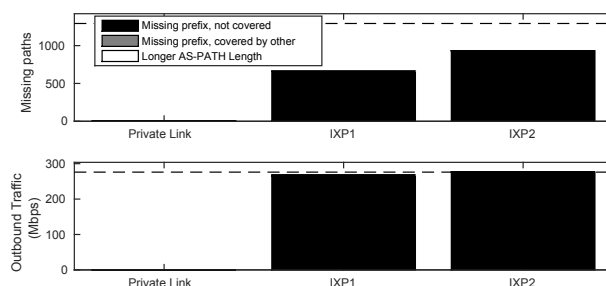 Missing prefix, not covered
Missing prefix, covered by other
Longer AS-PATH Length
Missing paths
1000
500
0
Private Link IXP1 IXP2
Outbound Traffic
(Mbps)
300
200
100
0
Private Link IXP1 IXP2